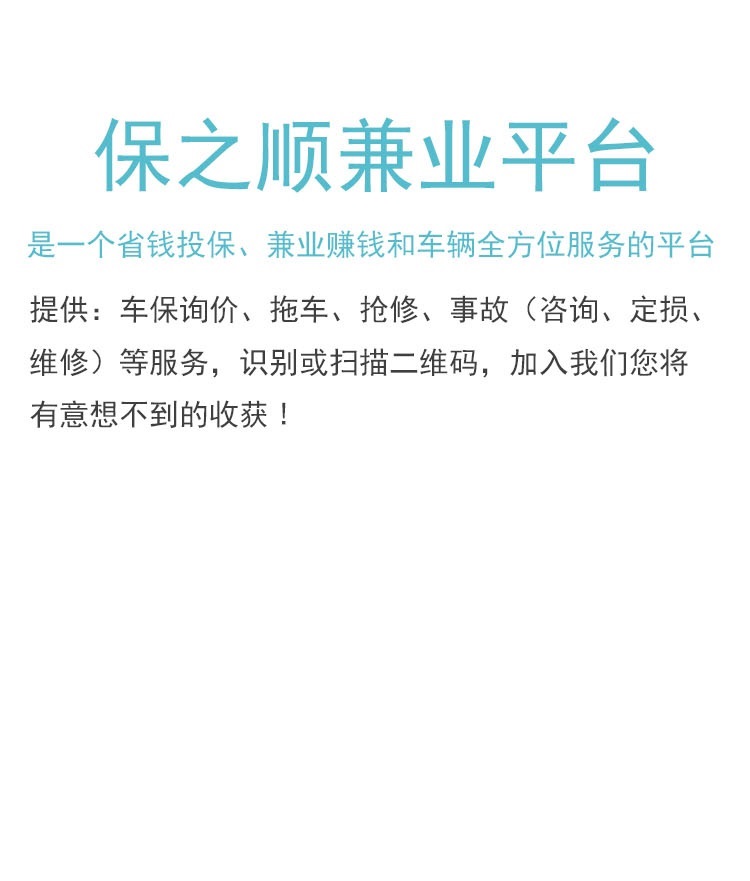 保之顺兼业平台
是一个省钱投保、兼业赚钱和车辆全方位服务的平台
提供：车保询价、拖车、抢修、事故（咨询、定损、
维修）等服务，识别或扫描二维码，加入我们您将
有意想不到的收获！